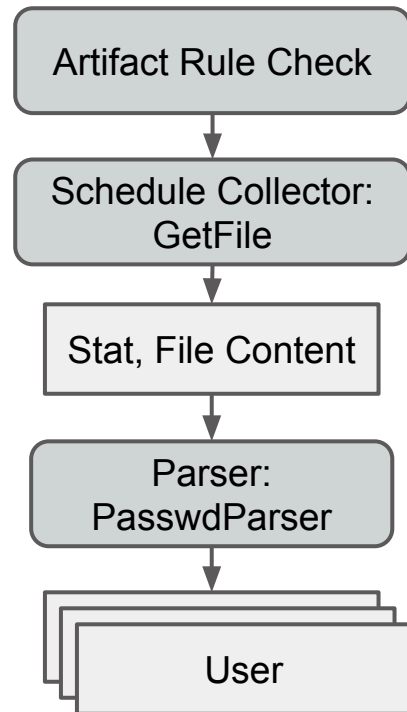 Artifact Rule Check
Schedule Collector:
GetFile
Stat, File Content
Parser:
PasswdParser
User